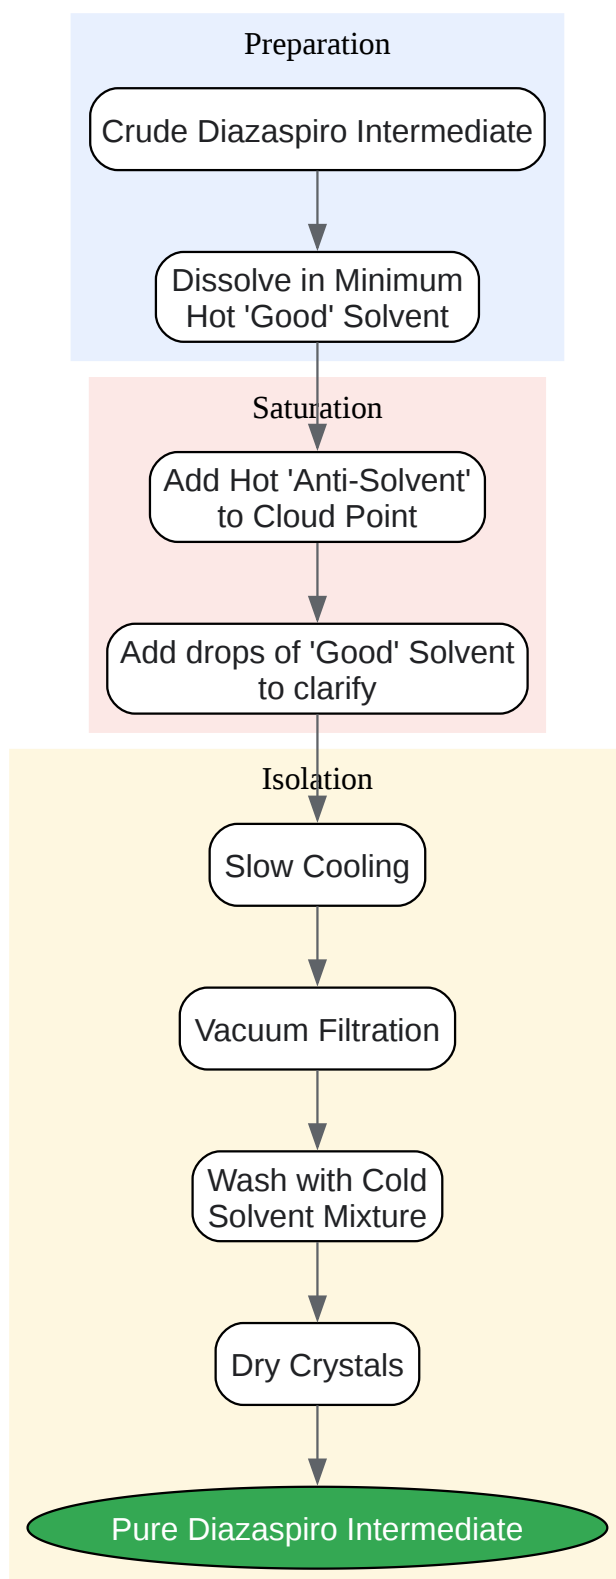 Preparation
Crude Diazaspiro Intermediate
Dissolve in Minimum
Hot 'Good' Solvent
Saturation
Add Hot 'Anti-Solvent'
to Cloud Point
Add drops of 'Good' Solvent
to clarify
Isolation
Slow Cooling
Vacuum Filtration
Wash with Cold
Solvent Mixture
Dry Crystals
Pure Diazaspiro Intermediate